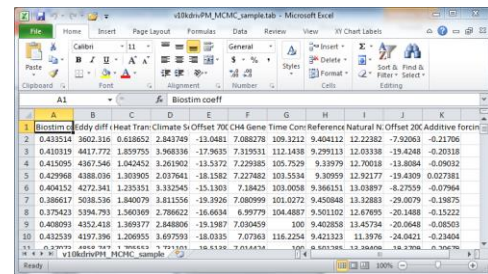 v10kdrivPM_MCMC_sample.tab - Microsoft Excel
File Home Insert Page Layout Formulas Data Review View XY Chart Labels
Calibri 11 General Insert
Paste B I U A A $ % , Styles Delete Sort & Find &
Format Filter Select
Clipboard Font Alignment Number Cells Editing
A1 fx Biostim coeff
A B C D E F G H I J K
1 Biostim co Eddy diff Heat Tran Climate Se Offset 700 CH4 Gene Time Cons Reference Natural N Offset 200 Additive forcing
2 0.433514 3602.316 0.618652 2.843749 -13.0481 7.088278 109.3212 9.404112 12.22382 -7.92063 -0.21706
3 0.410319 4417.772 1.859755 3.968336 -17.9635 7.319531 112.1438 9.299113 12.03338 -19.4248 -0.20318
4 0.415095 4367.546 1.042452 3.261902 -13.5372 7.229385 105.7529 9.33979 12.70018 -13.8084 -0.09032
5 0.429968 4388.036 1.303905 2.037641 -18.1582 7.227482 103.5534 9.30959 12.92177 -19.4309 0.027381
6 0.404152 4272.341 1.235351 3.332545 -15.1003 7.18425 103.0058 9.366151 13.03897 -8.27559 -0.07964
7 0.386617 5038.536 1.840079 3.811556 -19.3926 7.080999 101.0272 9.450848 13.32883 -29.0079 -0.19875
8 0.375423 5394.793 1.560369 2.786622 -16.6634 6.99779 104.4887 9.501102 12.67695 -20.1488 -0.15222
9 0.408093 4352.418 1.369377 2.848806 -19.1987 7.030459 100 9.402858 13.45734 -20.0648 -0.08503
10 0.432539 4197.396 1.206955 3.697593 -18.0335 7.07363 116.2254 9.421323 11.3976 -24.0421 -0.23404
v10kdrivPM_MCMC_sample
Ready 100%